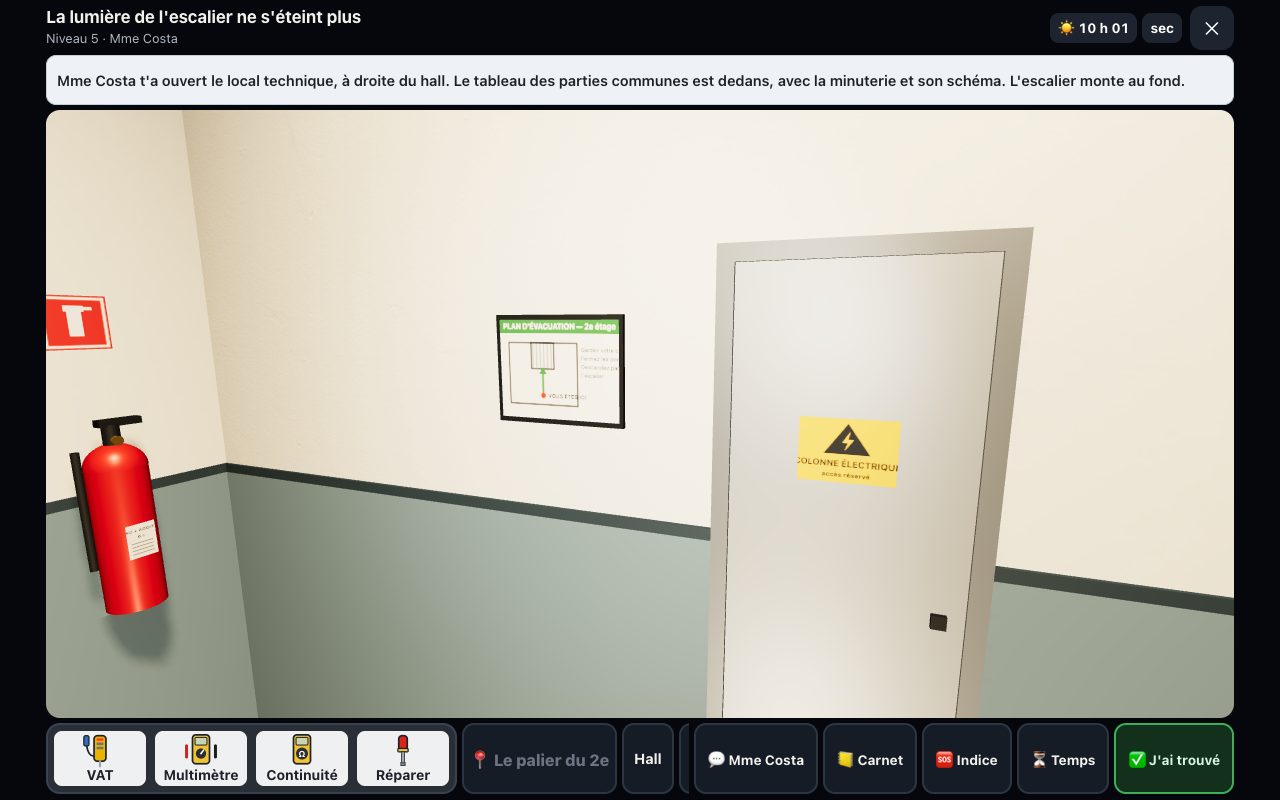 La lumière de l'escalier ne s'éteint plus
Niveau 5 · Mme Costa
☀️ 10 h 01
sec
Mme Costa t'a ouvert le local technique, à droite du hall. Le tableau des parties communes est dedans, avec la minuterie et son schéma. L'escalier monte au fond.
PLAN D'ÉVACUATION — 2e étage
VOUS ÊTES ICI
l'escalier
COLONNE ÉLECTRIQU
accès réservé
VAT
Multimètre
Continuité
Ω
Réparer
📍 Le palier du 2e
Hall
💬 Mme Costa
📒 Carnet
🆘 Indice
⏳ Temps
✅ J'ai trouvé